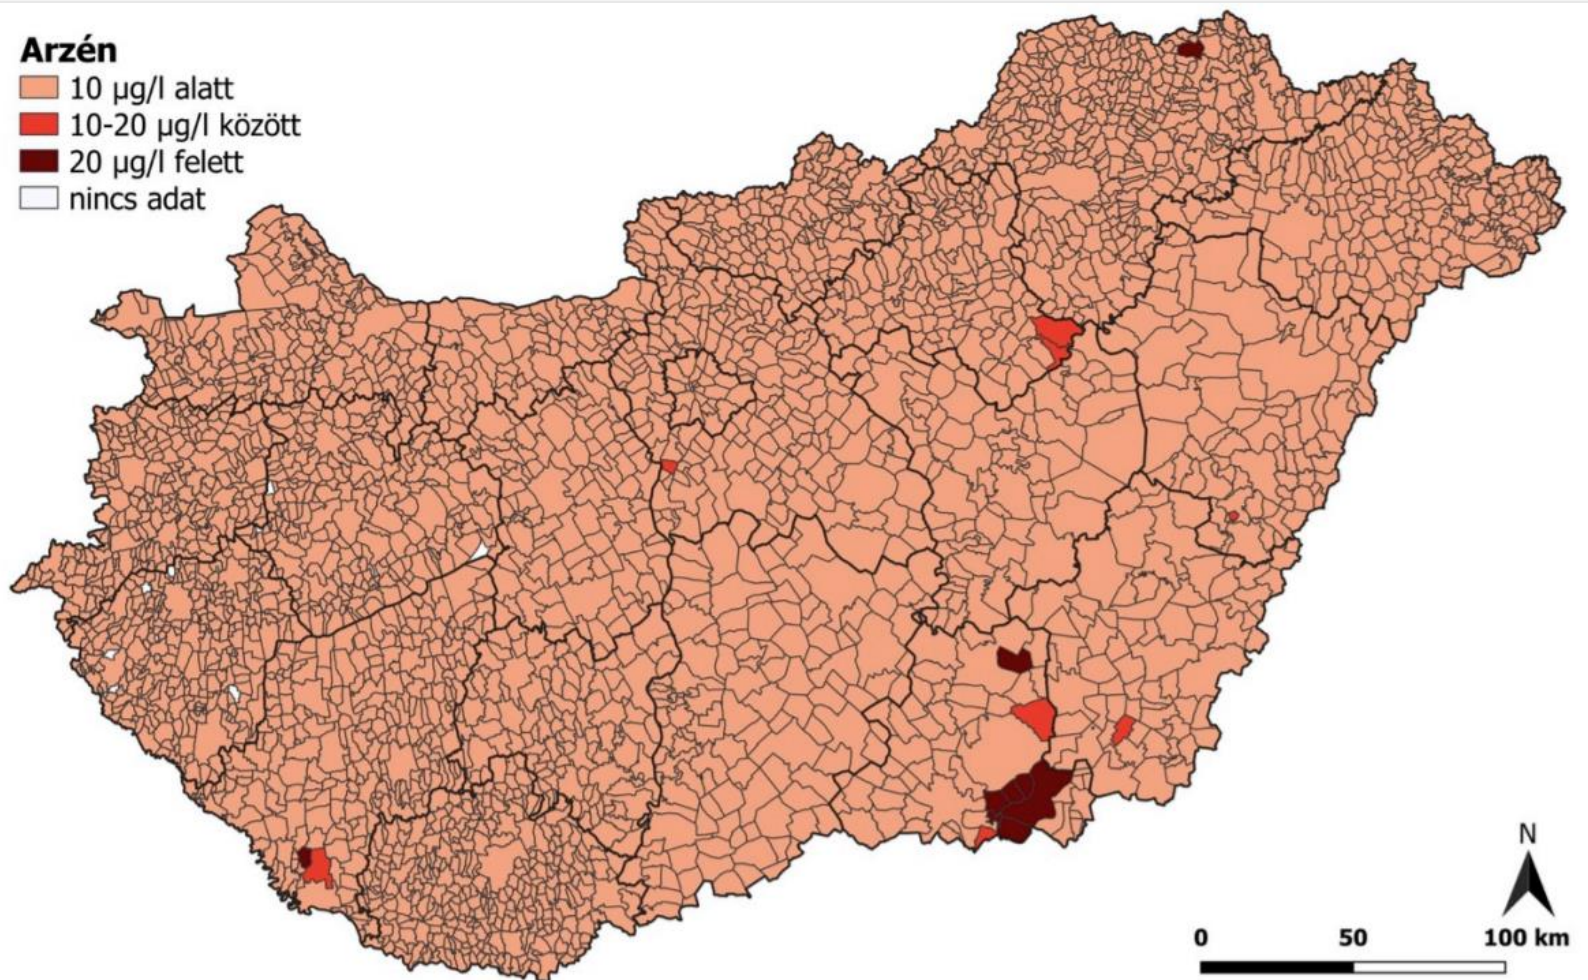 Arzén
10 µg/l alatt
10-20 µg/l között
20 µg/l felett
nincs adat
N
0 50 100 km